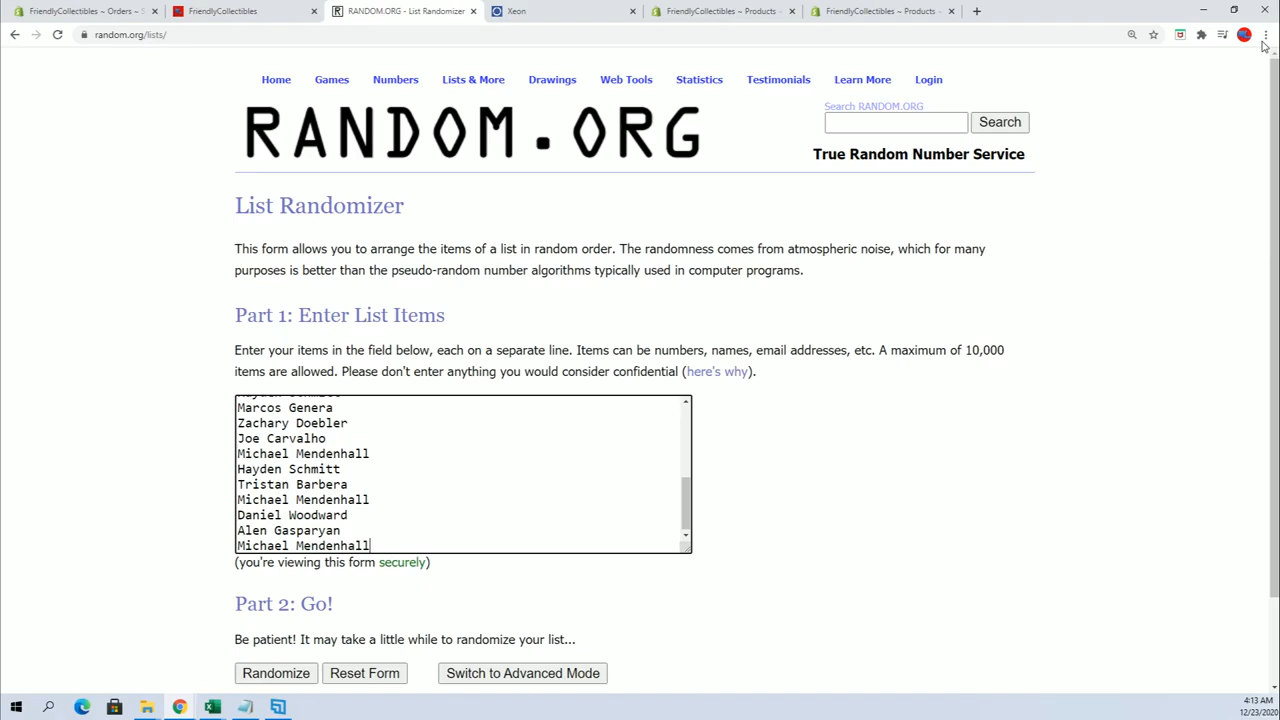 FriendlyCollectibles ~ Orders ~ S
FriendlyCollectibles
RANDOM.ORG - List Randomizer
Xeon
FriendlyCollectibles ~ Products ~
FriendlyCollectibles ~ Products ~
random.org/lists/
Home Games Numbers Lists & More Drawings Web Tools Statistics Testimonials Learn More Login
RANDOM.ORG
Search RANDOM.ORG
Search
True Random Number Service
List Randomizer
This form allows you to arrange the items of a list in random order. The randomness comes from atmospheric noise, which for many
purposes is better than the pseudo-random number algorithms typically used in computer programs.
Part 1: Enter List Items
Enter your items in the field below, each on a separate line. Items can be numbers, names, email addresses, etc. A maximum of 10,000
items are allowed. Please don't enter anything you would consider confidential (here's why).
Marcos Genera
Zachary Doebler
Joe Carvalho
Michael Mendenhall
Hayden Schmitt
Tristan Barbera
Michael Mendenhall
Daniel Woodward
Alen Gasparyan
Michael Mendenhall
(you're viewing this form securely)
Part 2: Go!
Be patient! It may take a little while to randomize your list...
Randomize Reset Form Switch to Advanced Mode
4:13 AM
12/23/2020